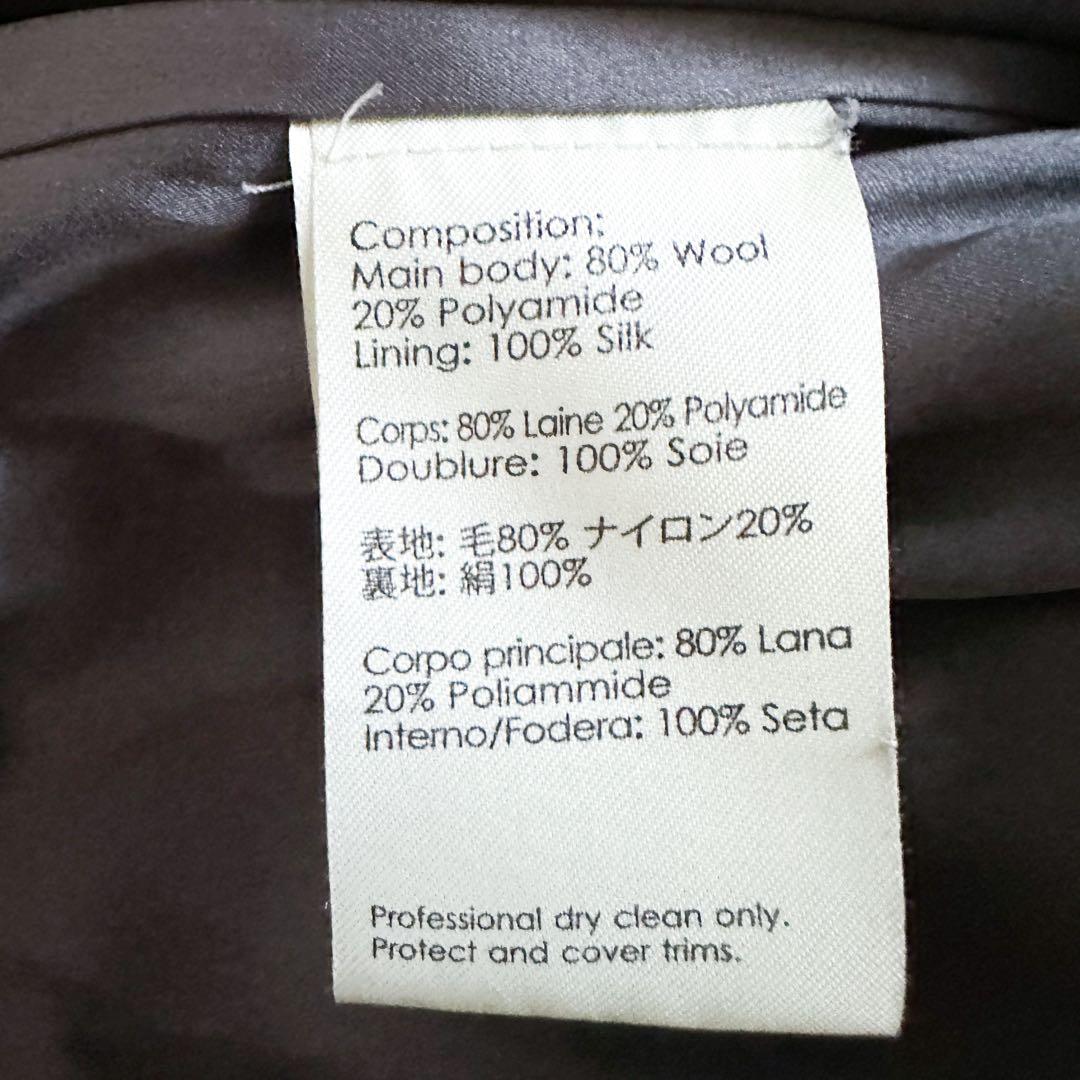 Composition:
Main body: 80% Wool
20% Polyamide
Lining: 100% Silk
Corps: 80% Laine 20% Polyamide
Doublure: 100% Soie
表地: 毛80% ナイロン20%
裏地: 絹100%
Corpo principale: 80% Lana
20% Poliammide
Interno/Fodera: 100% Seta
Professional dry clean only.
Protect and cover trims.